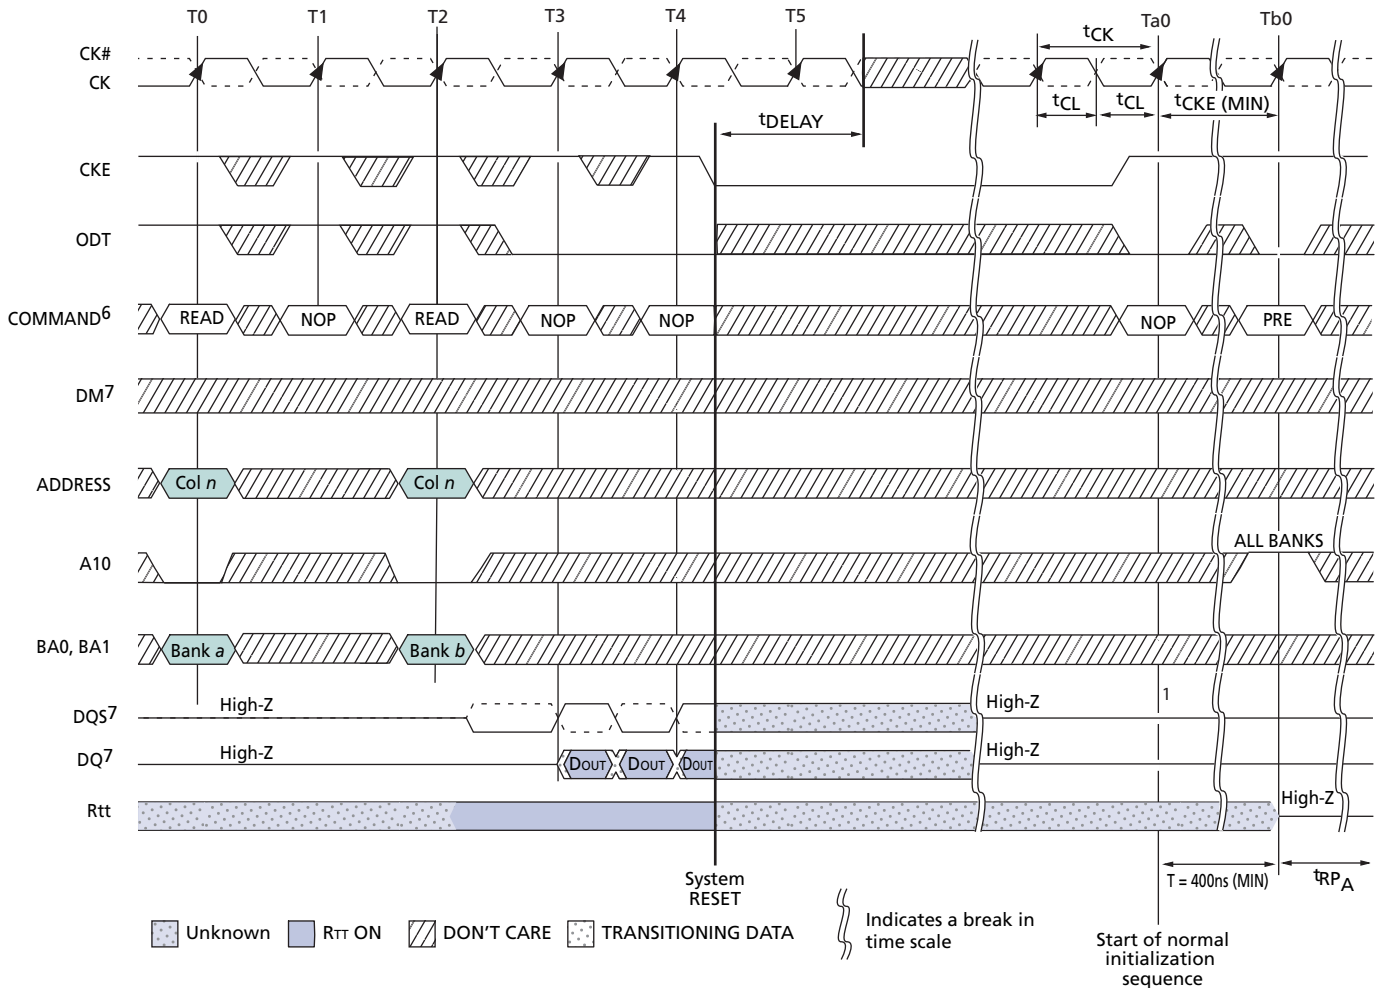 T0 T1 T2 T3 T4 T5 Ta0 Tb0
CK#
CK
tCK
tCL tCL tCKE (MIN)
tDELAY
CKE
ODT
COMMAND6 READ NOP READ NOP NOP NOP PRE
DM7
ADDRESS Col n Col n
ALL BANKS
A10
BA0, BA1 Bank a Bank b
DQS7 High-Z High-Z 1
DQ7 High-Z DOUT DOUT DOUT High-Z
Rtt High-Z
T = 400ns (MIN) tRPA
System
RESET
Unknown RTT ON DON'T CARE TRANSITIONING DATA
Indicates a break in
time scale
Start of normal
initialization
sequence